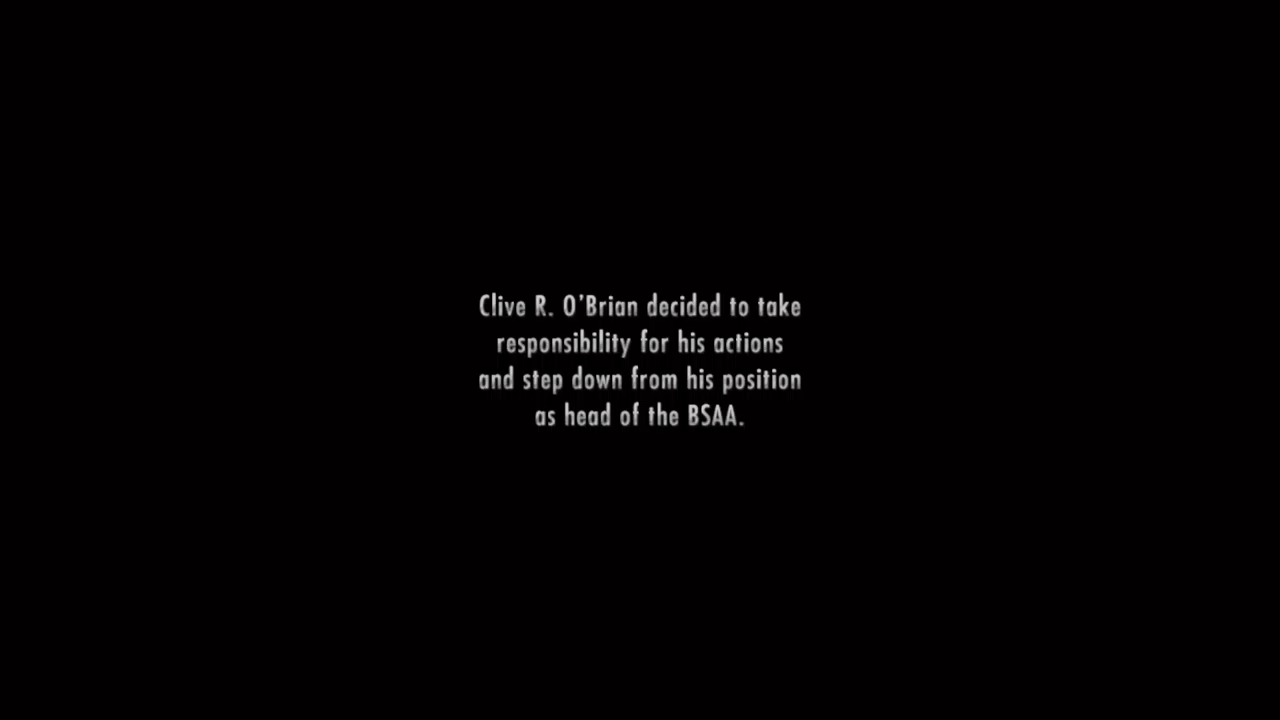 Clive R. O’Brian decided to take
responsibility for his actions
and step down from his position
as head of the BSAA.